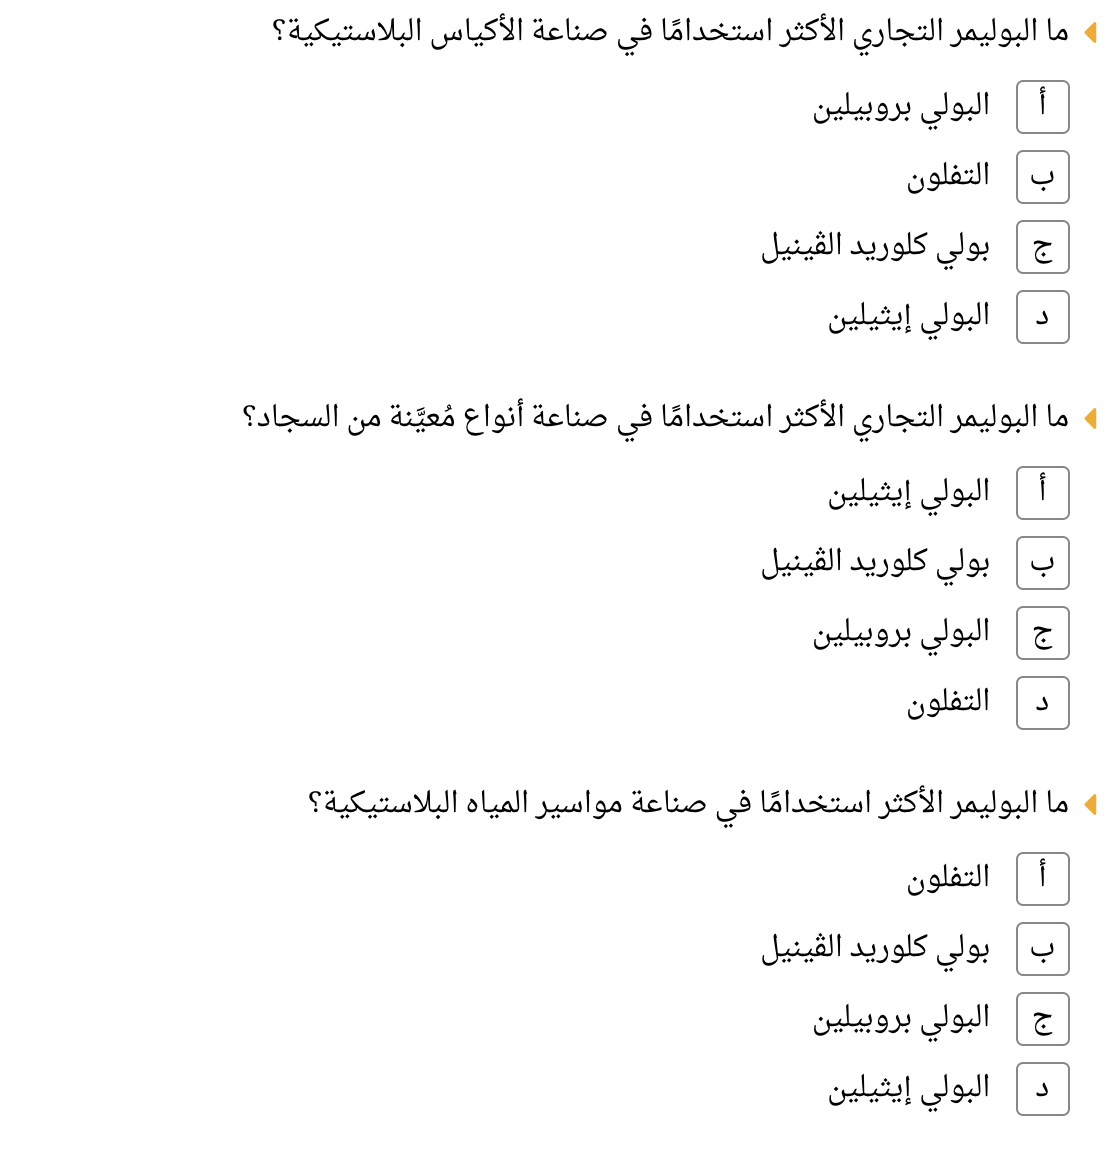 ما البوليمر التجاري الأكثر استخدامًا في صناعة الأكياس البلاستيكية؟
أ البولي بروبيلين
ب التفلون
ج بولي كلوريد الڤينيل
د البولي إيثيلين
ما البوليمر التجاري الأكثر استخدامًا في صناعة أنواع مُعيَّنة من السجاد؟
أ البولي إيثيلين
ب بولي كلوريد الڤينيل
ج البولي بروبيلين
د التفلون
ما البوليمر الأكثر استخدامًا في صناعة مواسير المياه البلاستيكية؟
أ التفلون
ب بولي كلوريد الڤينيل
ج البولي بروبيلين
د البولي إيثيلين